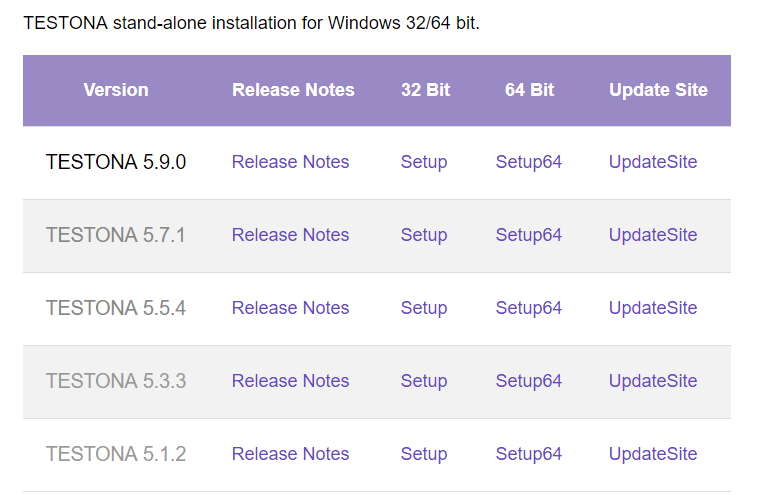 TESTONA stand-alone installation for Windows 32/64 bit.
Version Release Notes 32 Bit 64 Bit Update Site
TESTONA 5.9.0 Release Notes Setup Setup64 UpdateSite
TESTONA 5.7.1 Release Notes Setup Setup64 UpdateSite
TESTONA 5.5.4 Release Notes Setup Setup64 UpdateSite
TESTONA 5.3.3 Release Notes Setup Setup64 UpdateSite
TESTONA 5.1.2 Release Notes Setup Setup64 UpdateSite